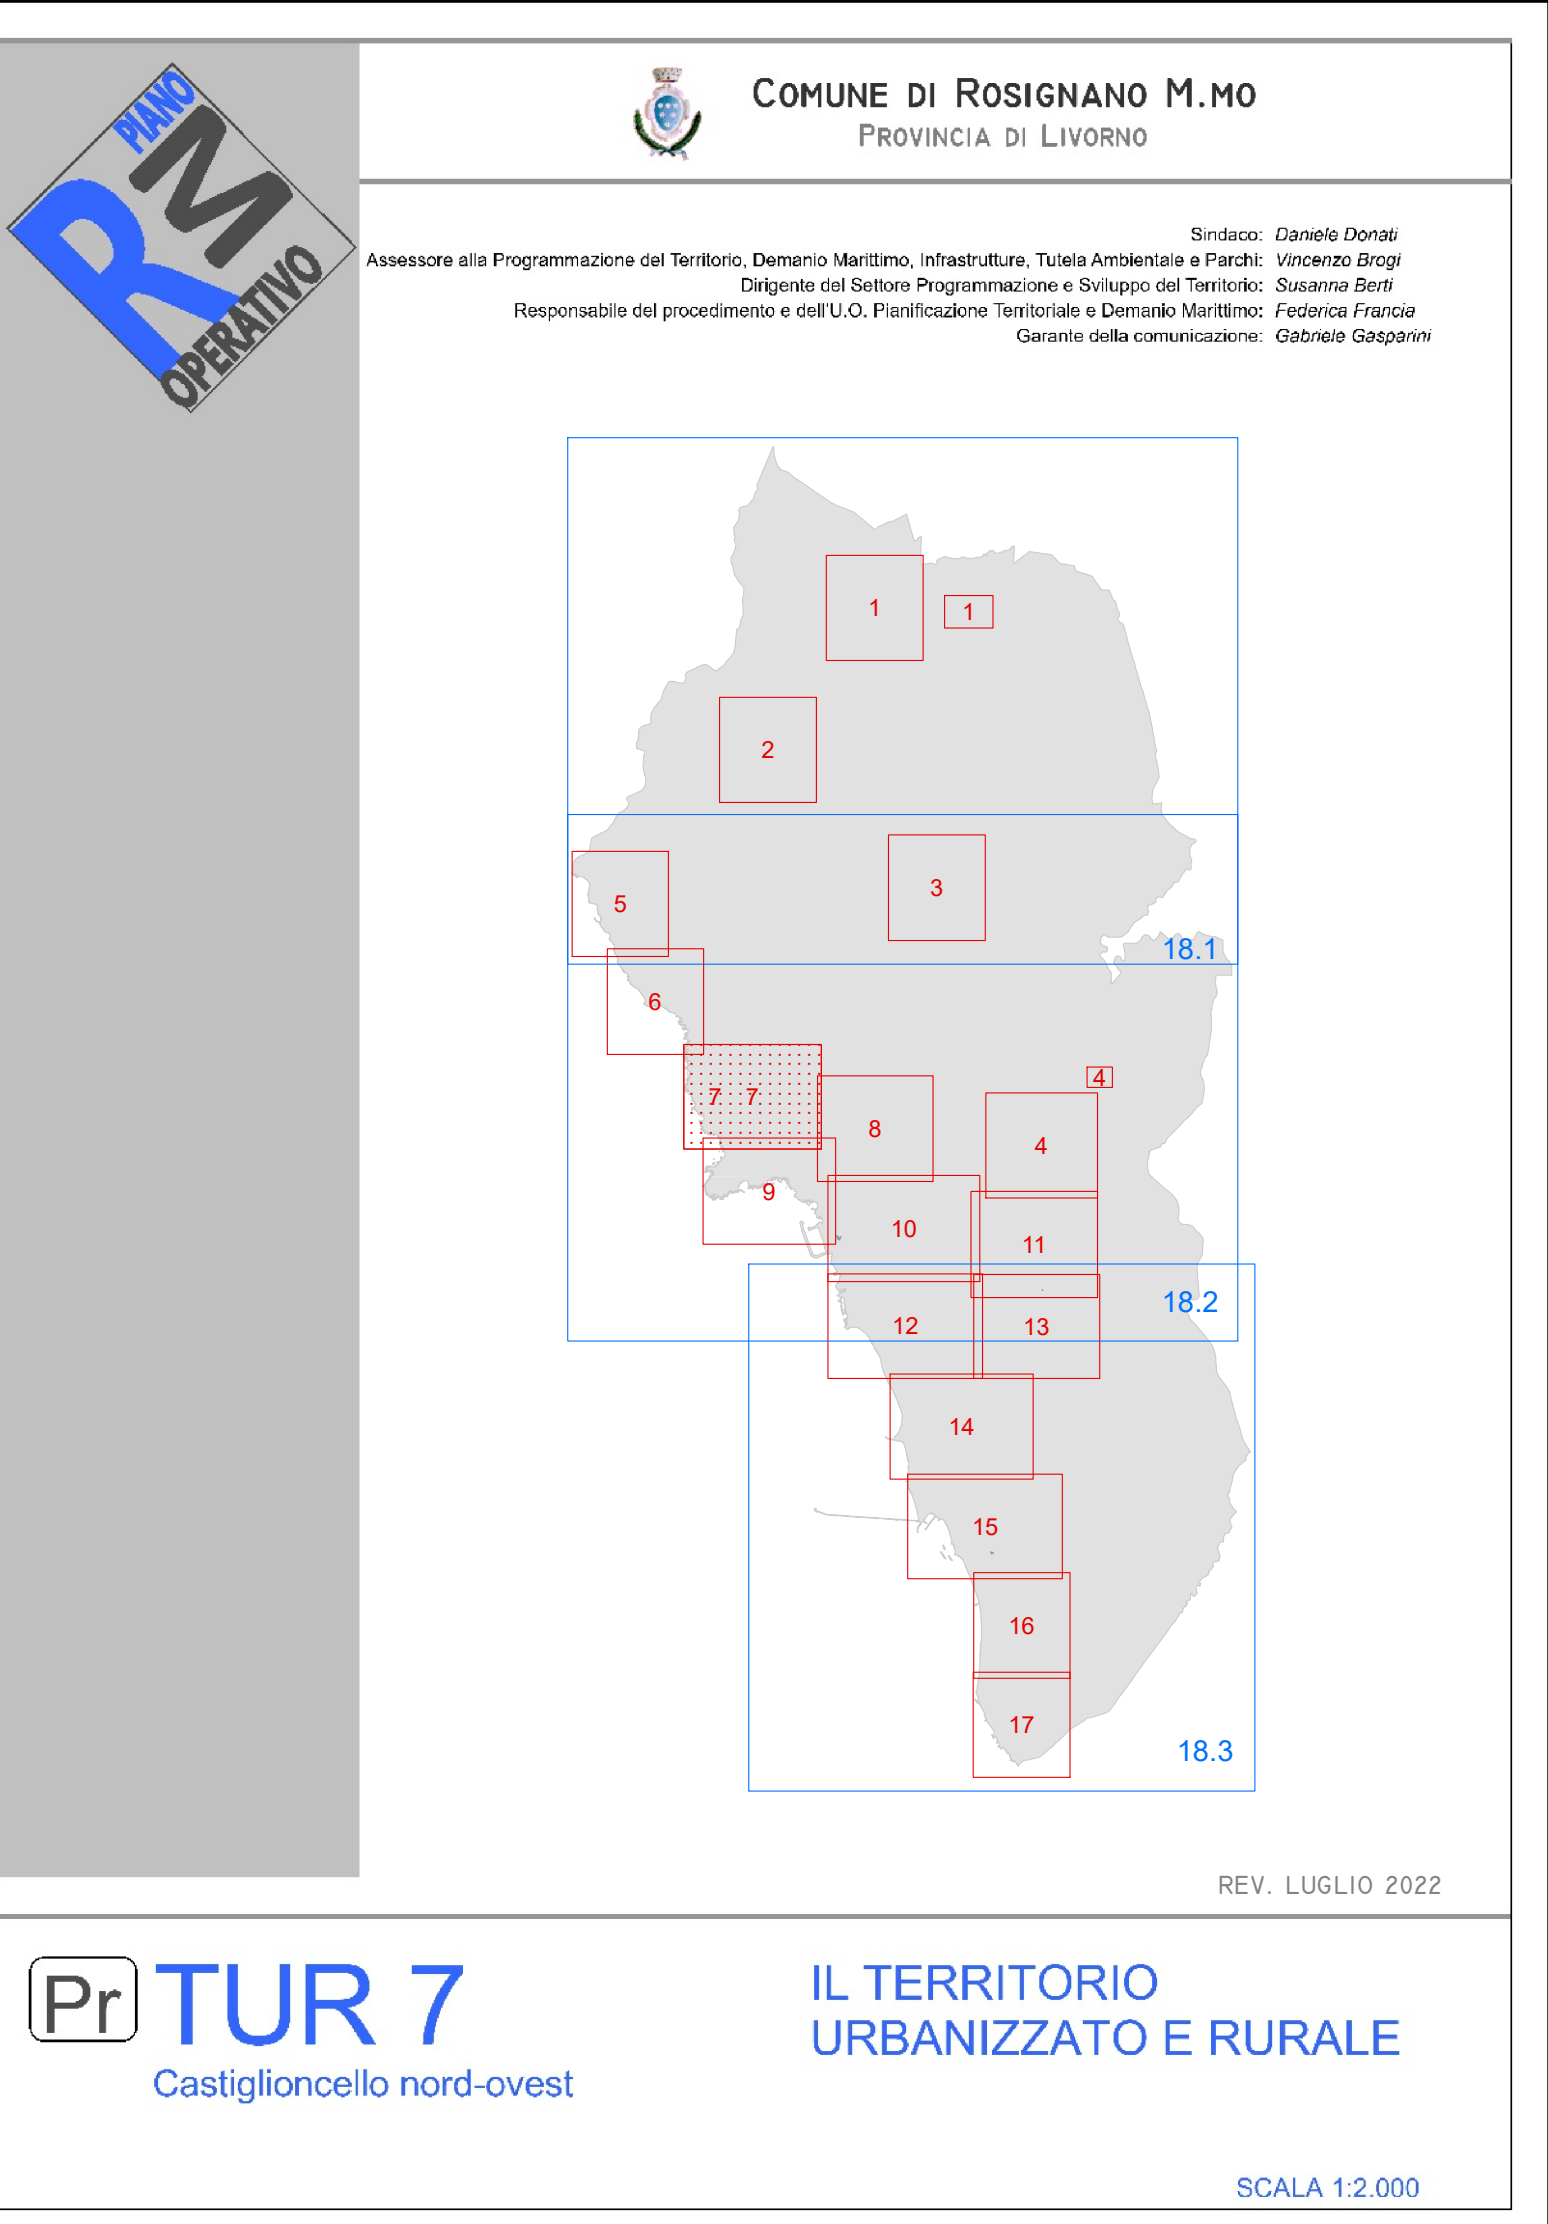 PIANO
RM
OPERATIVO
COMUNE DI ROSIGNANO M.MO
PROVINCIA DI LIVORNO
Sindaco: Daniele Donati
Assessore alla Programmazione del Territorio, Demanio Marittimo, Infrastrutture, Tutela Ambientale e Parchi: Vincenzo Brogi
Dirigente del Settore Programmazione e Sviluppo del Territorio: Susanna Berti
Responsabile del procedimento e dell'U.O. Pianificazione Territoriale e Demanio Marittimo: Federica Francia
Garante della comunicazione: Gabriele Gasparini
1
1
2
3
5
18.1
6
4
7 7
8
4
9
10
11
18.2
12
13
14
15
16
17
18.3
REV. LUGLIO 2022
Pr TUR 7
Castiglioncello nord-ovest
IL TERRITORIO
URBANIZZATO E RURALE
SCALA 1:2.000